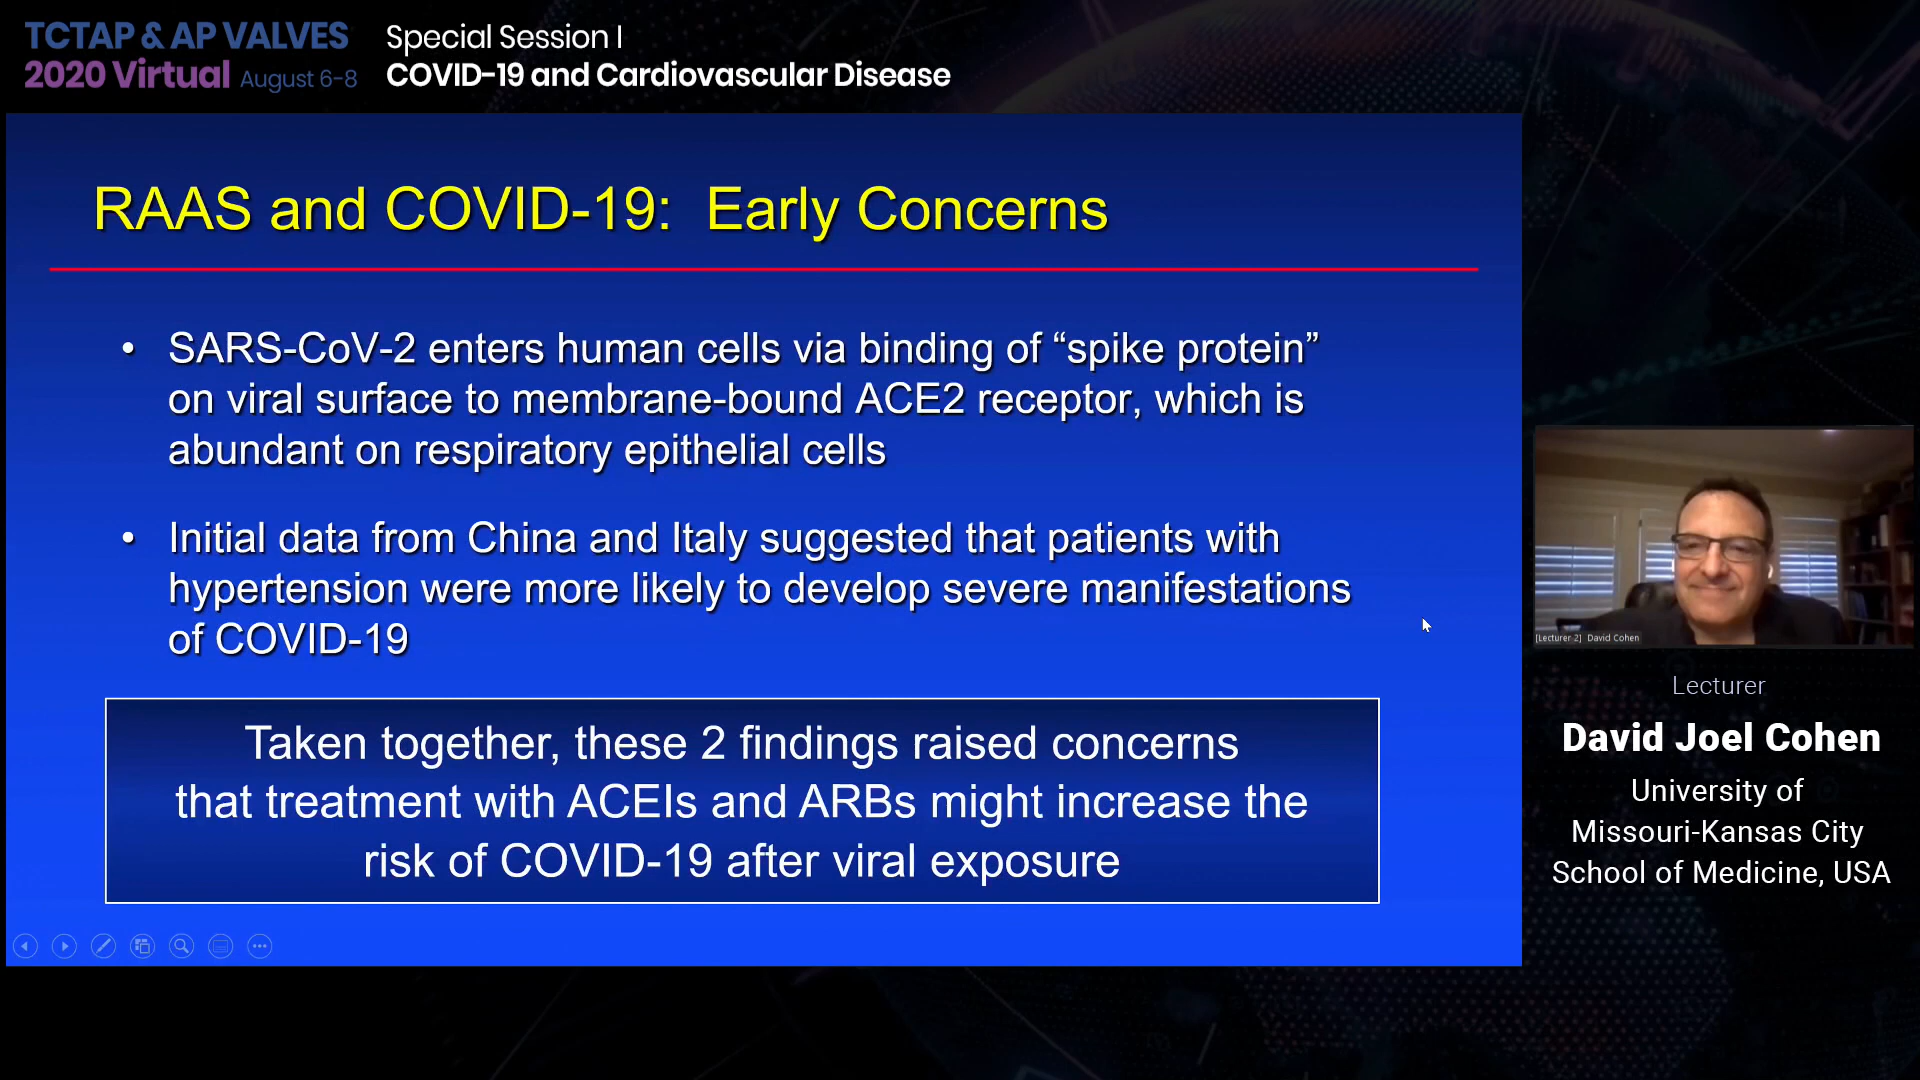 TCTAP & AP VALVES
2020 Virtual August 6-8
Special Session I
COVID-19 and Cardiovascular Disease
RAAS and COVID-19: Early Concerns
• SARS-CoV-2 enters human cells via binding of “spike protein”
on viral surface to membrane-bound ACE2 receptor, which is
abundant on respiratory epithelial cells
• Initial data from China and Italy suggested that patients with
hypertension were more likely to develop severe manifestations
of COVID-19
Taken together, these 2 findings raised concerns
that treatment with ACEIs and ARBs might increase the
risk of COVID-19 after viral exposure
[Lecturer 2] David Cohen
Lecturer
David Joel Cohen
University of
Missouri-Kansas City
School of Medicine, USA